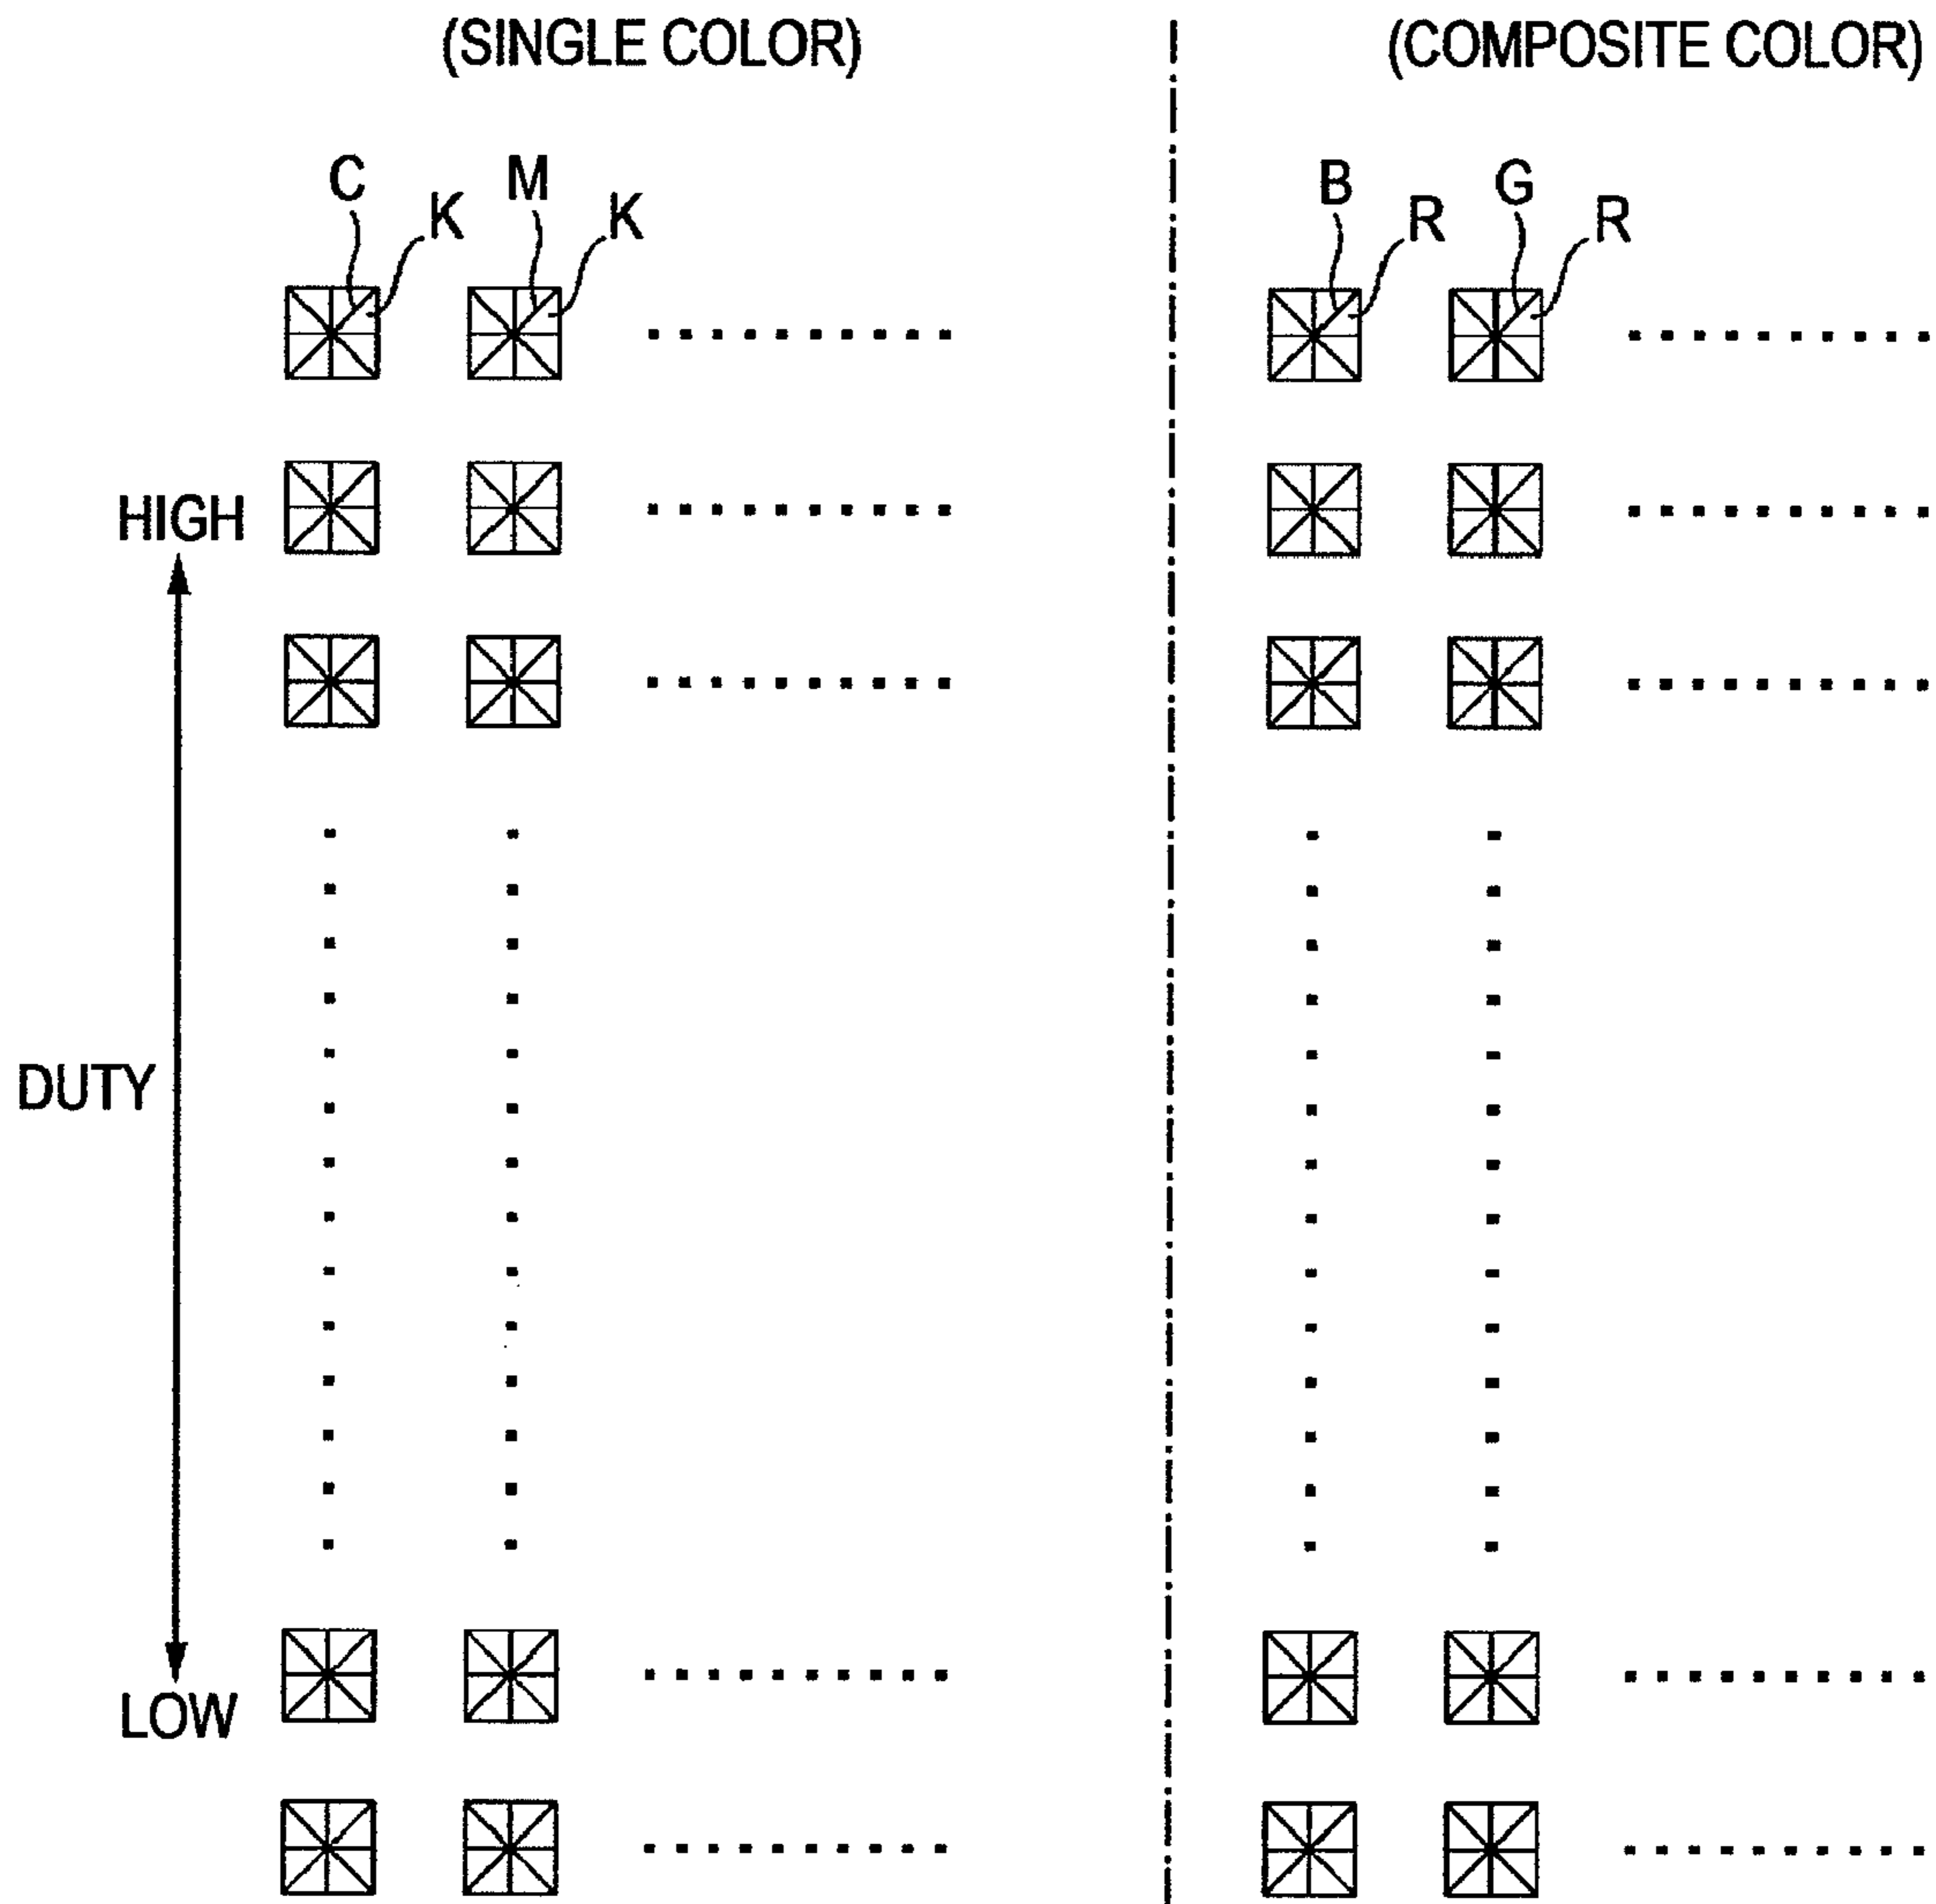 (SINGLE COLOR)
(COMPOSITE COLOR)
C
K
M
K
B
R
G
R
HIGH
DUTY
LOW